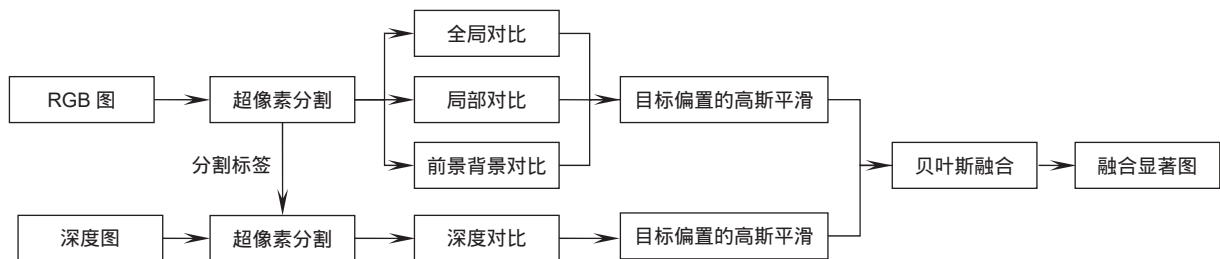 全局对比
RGB 图
超像素分割
局部对比
目标偏置的高斯平滑
分割标签
前景背景对比
贝叶斯融合
融合显著图
深度图
超像素分割
深度对比
目标偏置的高斯平滑